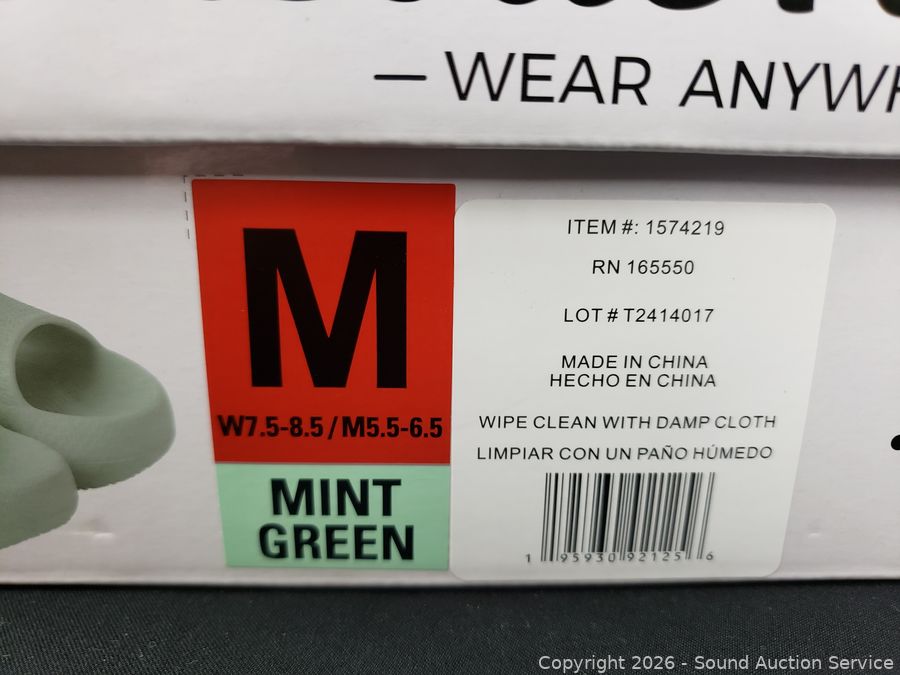 — WEAR ANYWH
M
W7.5-8.5 / M5.5-6.5
MINT
GREEN
ITEM #: 1574219
RN 165550
LOT # T2414017
MADE IN CHINA
HECHO EN CHINA
WIPE CLEAN WITH DAMP CLOTH
LIMPIAR CON UN PAÑO HÚMEDO
1 95930 92125 6
Copyright 2026 - Sound Auction Service